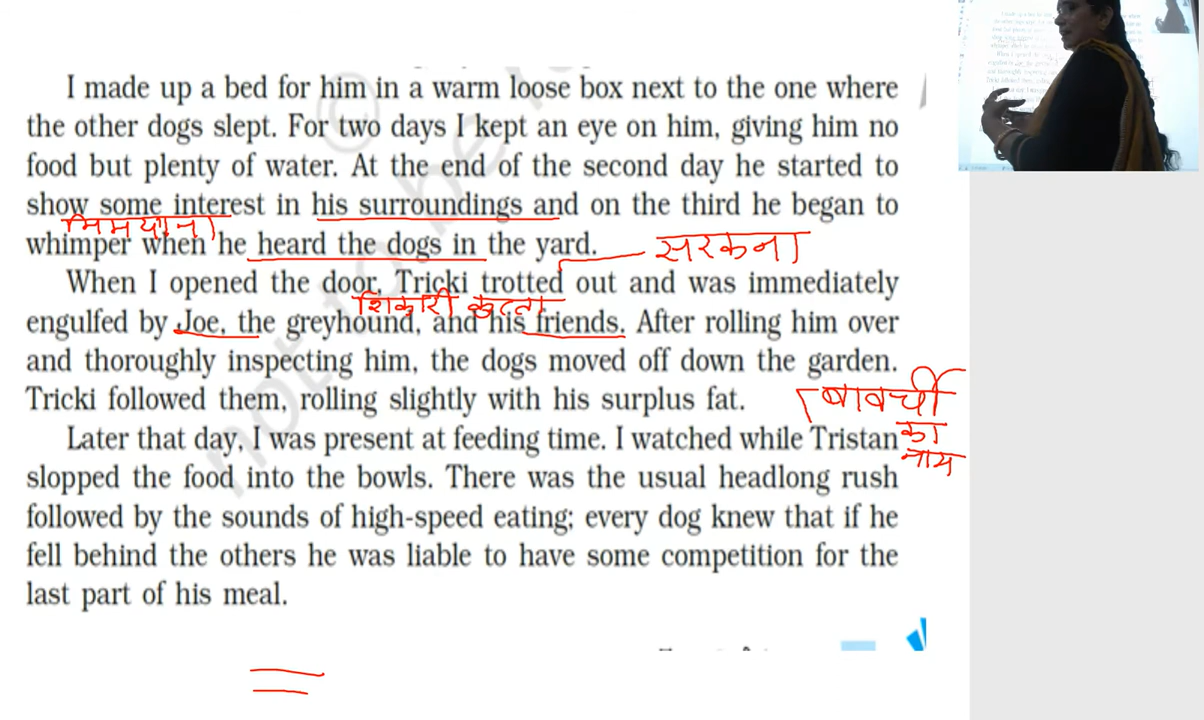 I made up a bed for him in a warm loose box next to the one where
the other dogs slept. For two days I kept an eye on him, giving him no
food but plenty of water. At the end of the second day he started to
show some interest in his surroundings and on the third he began to
मिमयाना
whimper when he heard the dogs in the yard.
सरकना
When I opened the door, Tricki trotted out and was immediately
शिकारी कुत्ता
engulfed by Joe, the greyhound, and his friends. After rolling him over
and thoroughly inspecting him, the dogs moved off down the garden.
Tricki followed them, rolling slightly with his surplus fat.
बावर्ची
Later that day, I was present at feeding time. I watched while Tristan
का
नाम
slopped the food into the bowls. There was the usual headlong rush
followed by the sounds of high-speed eating; every dog knew that if he
fell behind the others he was liable to have some competition for the
last part of his meal.